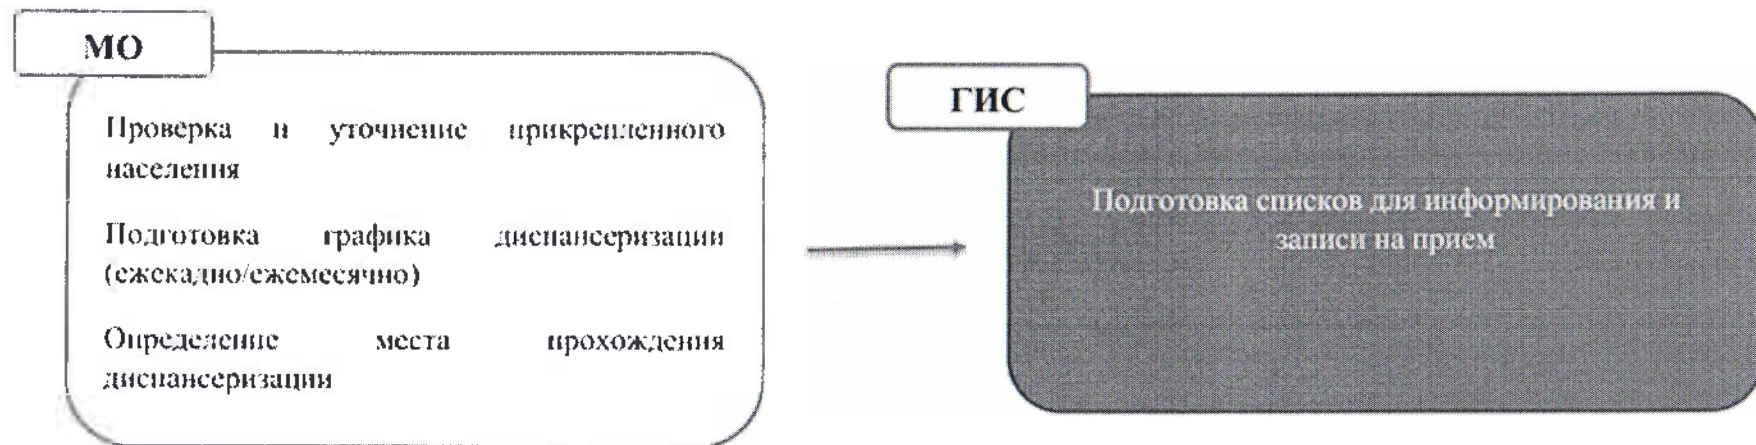 МО
Проверка и уточнение прикрепленного
населения
Подготовка графика диспансеризации
(ежекадно/ежемесячно)
Определение места прохождения
диспансеризации
ГИС
Подготовка списков для информирования и
записи на прием